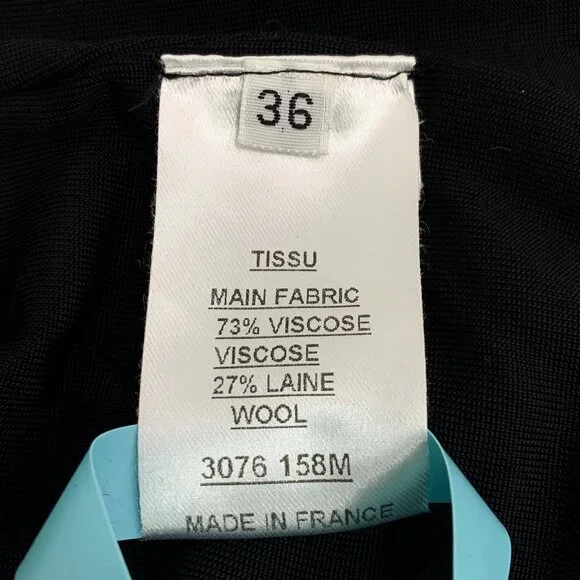 36
TISSU
MAIN FABRIC
73% VISCOSE
VISCOSE
27% LAINE
WOOL
3076 158M
MADE IN FRANCE